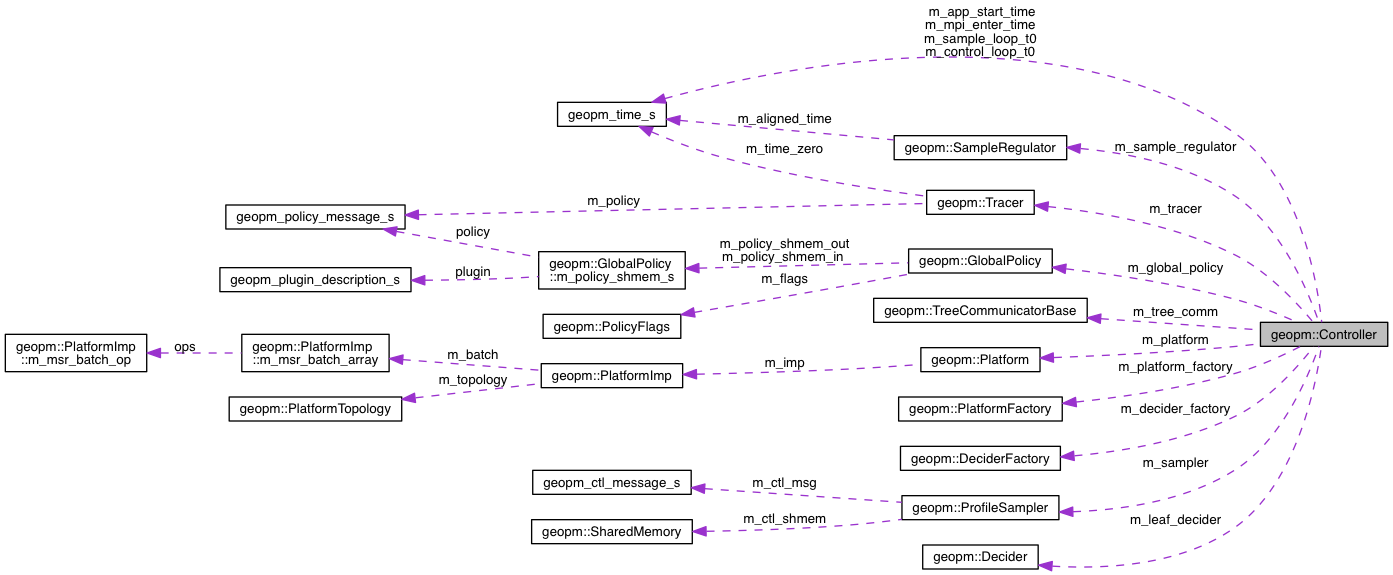 m_app_start_time
m_mpi_enter_time
m_sample_loop_t0
m_control_loop_t0
geopm_time_s
m_aligned_time
geopm::SampleRegulator
m_sample_regulator
m_time_zero
geopm::Tracer
m_tracer
m_policy
geopm_policy_message_s
policy
geopm::GlobalPolicy
::m_policy_shmem_s
m_policy_shmem_out
m_policy_shmem_in
geopm::GlobalPolicy
m_global_policy
plugin
geopm_plugin_description_s
m_flags
geopm::PolicyFlags
geopm::TreeCommunicatorBase
m_tree_comm
geopm::Controller
geopm::PlatformImp
::m_msr_batch_op
ops
geopm::PlatformImp
::m_msr_batch_array
m_batch
m_topology
geopm::PlatformImp
m_imp
geopm::Platform
m_platform
geopm::PlatformTopology
geopm::PlatformFactory
m_platform_factory
geopm::DeciderFactory
m_decider_factory
geopm_ctl_message_s
m_ctl_msg
geopm::ProfileSampler
m_sampler
geopm::SharedMemory
m_ctl_shmem
geopm::Decider
m_leaf_decider